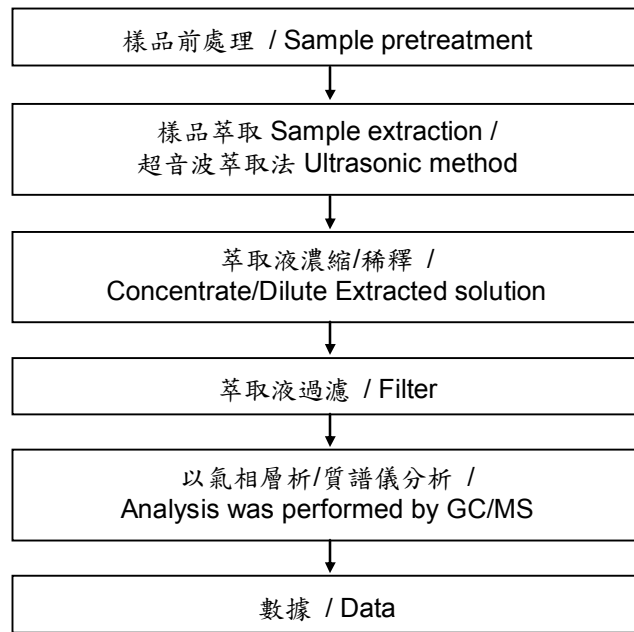 樣品前處理 / Sample pretreatment
樣品萃取 Sample extraction /
超音波萃取法 Ultrasonic method
萃取液濃縮/稀釋 /
Concentrate/Dilute Extracted solution
萃取液過濾 / Filter
以氣相層析/質譜儀分析 /
Analysis was performed by GC/MS
數據 / Data